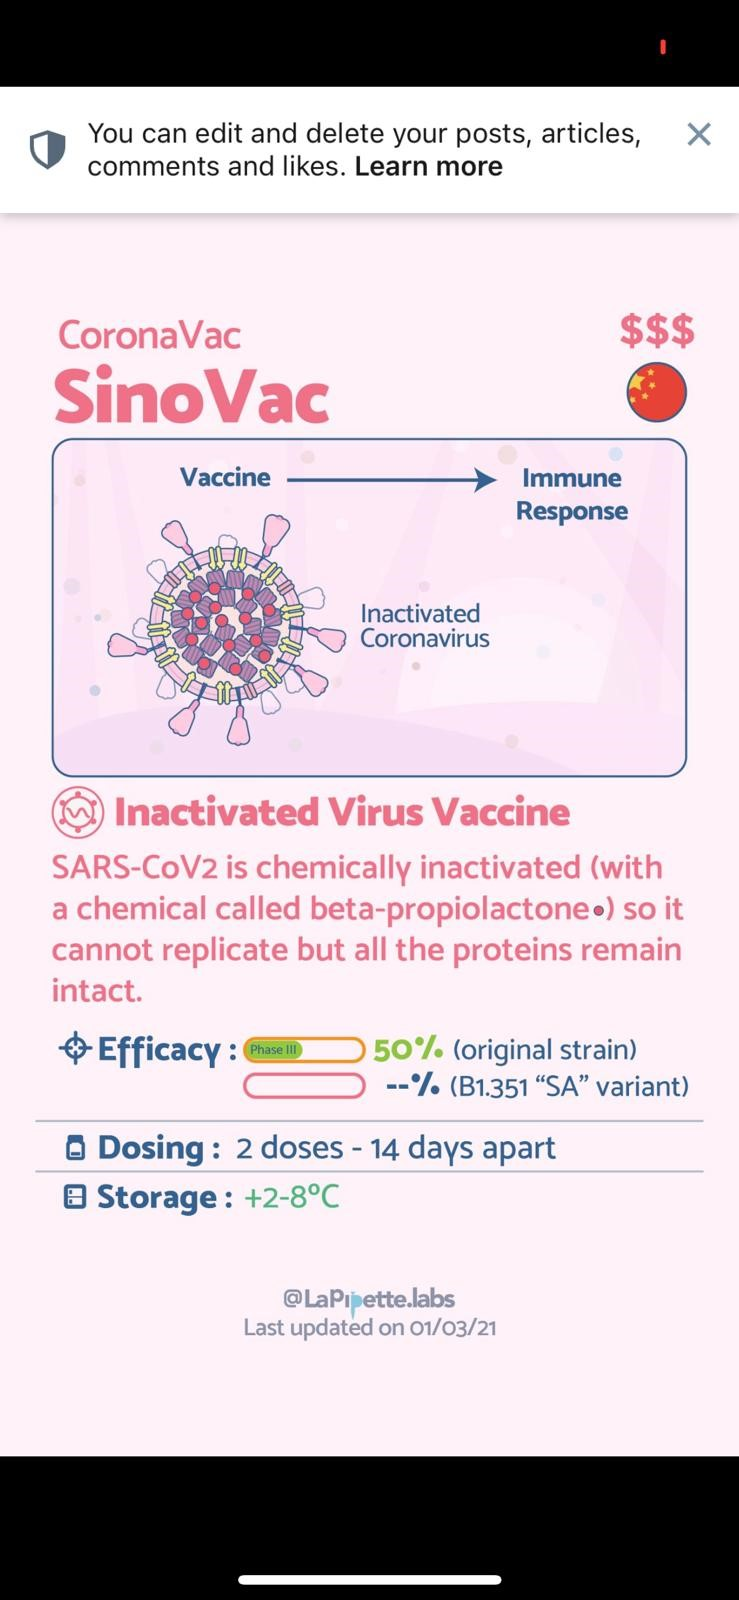 You can edit and delete your posts, articles,
comments and likes. Learn more
CoronaVac
$$$
SinoVac
Vaccine
Immune
Response
Inactivated
Coronavirus
Inactivated Virus Vaccine
SARS-CoV2 is chemically inactivated (with
a chemical called beta-propiolactone) so it
cannot replicate but all the proteins remain
intact.
Efficacy : Phase III 50% (original strain)
--% (B1.351 “SA” variant)
Dosing : 2 doses - 14 days apart
Storage : +2-8ºC
@LaPipette.labs
Last updated on 01/03/21